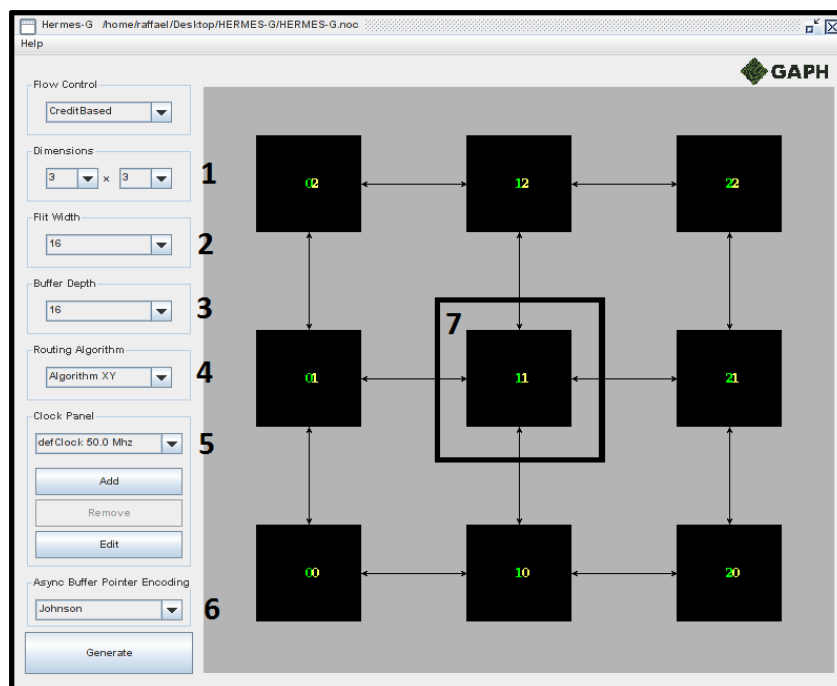 Hermes-G /home/raffael/Desktop/HERMES-G/HERMES-G.noc
Help
GAPH
Flow Control
CreditBased
Dimensions
3 × 3
1
Flit Width
16
2
Buffer Depth
16
3
Routing Algorithm
Algorithm XY
4
Clock Panel
defClock 50.0 Mhz
5
Add
Remove
Edit
Async Buffer Pointer Encoding
Johnson
6
Generate
02 12 22
7
01 11 21
00 10 20